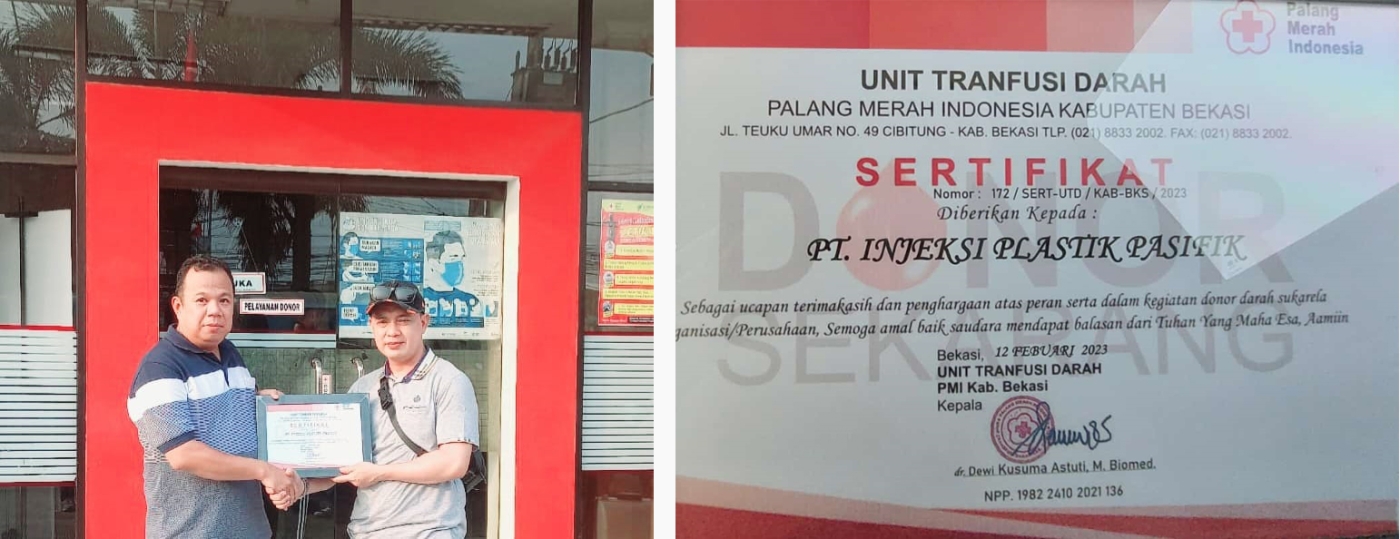 UKA
PELAYANAN DONOR
SERTIFIKAT
Palang
Merah
Indonesia
UNIT TRANFUSI DARAH
PALANG MERAH INDONESIA KABUPATEN BEKASI
JL. TEUKU UMAR NO. 49 CIBITUNG - KAB. BEKASI TLP. (021) 8833 2002. FAX: (021) 8833 2002.
SERTIFIKAT
Nomor : 172 / SERT-UTD / KAB-BKS / 2023
Diberikan Kepada :
PT. INJEKSI PLASTIK PASIFIK
DONOR
Sebagai ucapan terimakasih dan penghargaan atas peran serta dalam kegiatan donor darah sukarela
ganisasi/Perusahaan, Semoga amal baik saudara mendapat balasan dari Tuhan Yang Maha Esa, Aamiin
SEKARANG
Bekasi, 12 FEBUARI 2023
UNIT TRANFUSI DARAH
PMI Kab. Bekasi
Kepala
dr. Dewi Kusuma Astuti, M. Biomed.
NPP. 1982 2410 2021 136